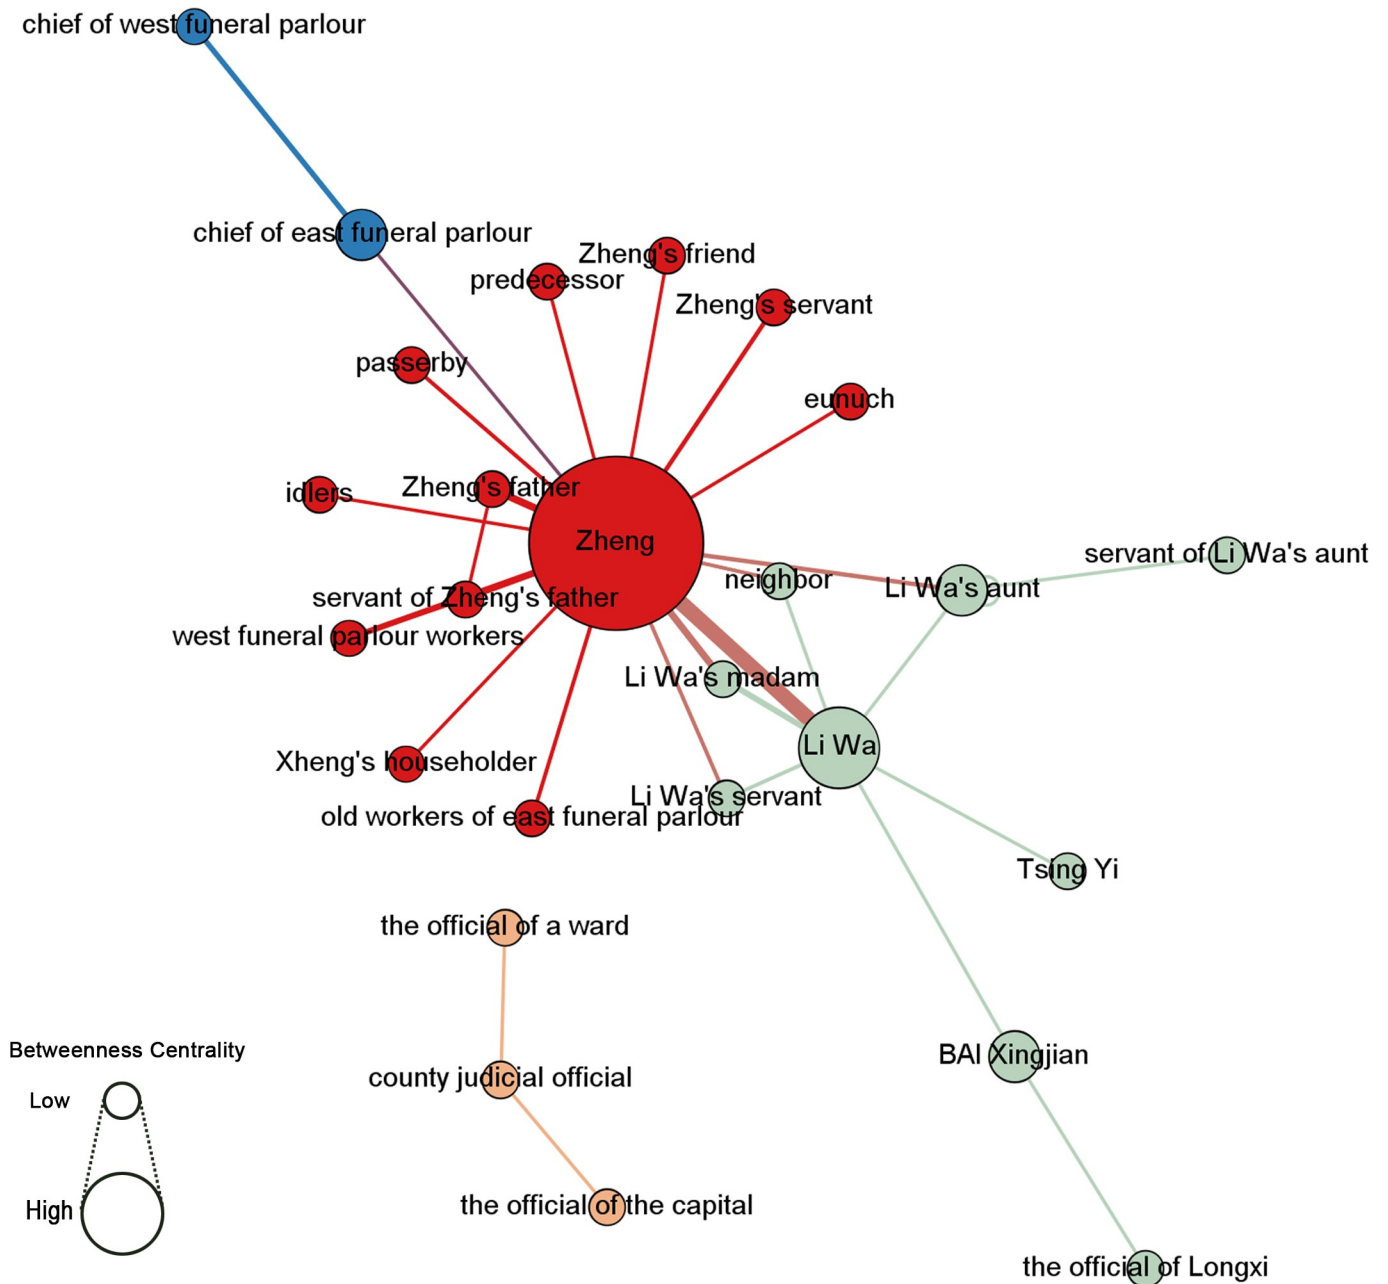 chief of west funeral parlour
chief of east funeral parlour
Zheng's friend
predecessor
Zheng's servant
passerby
eunuch
Zheng's father
idlers
Zheng
servant of Li Wa's aunt
neighbor
Li Wa's aunt
servant of Zheng's father
west funeral parlour workers
Li Wa's madam
Li Wa
Xheng's householder
Li Wa's servant
old workers of east funeral parlour
Tsing Yi
the official of a ward
Betweenness Centrality
BAI Xingjian
county judicial official
Low
the official of the capital
High
the official of Longxi